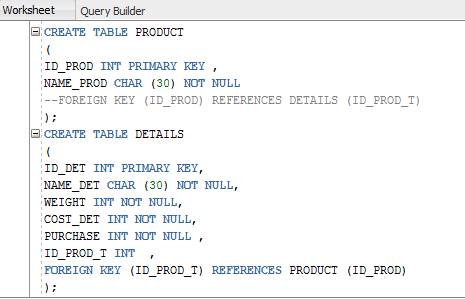 Worksheet Query Builder
CREATE TABLE PRODUCT
(
ID_PROD INT PRIMARY KEY ,
NAME_PROD CHAR (30) NOT NULL
--FOREIGN KEY (ID_PROD) REFERENCES DETAILS (ID_PROD_T)
);
CREATE TABLE DETAILS
(
ID_DET INT PRIMARY KEY,
NAME_DET CHAR (30) NOT NULL,
WEIGHT INT NOT NULL,
COST_DET INT NOT NULL,
PURCHASE INT NOT NULL ,
ID_PROD_T INT  ,
FOREIGN KEY (ID_PROD_T) REFERENCES PRODUCT (ID_PROD)
);